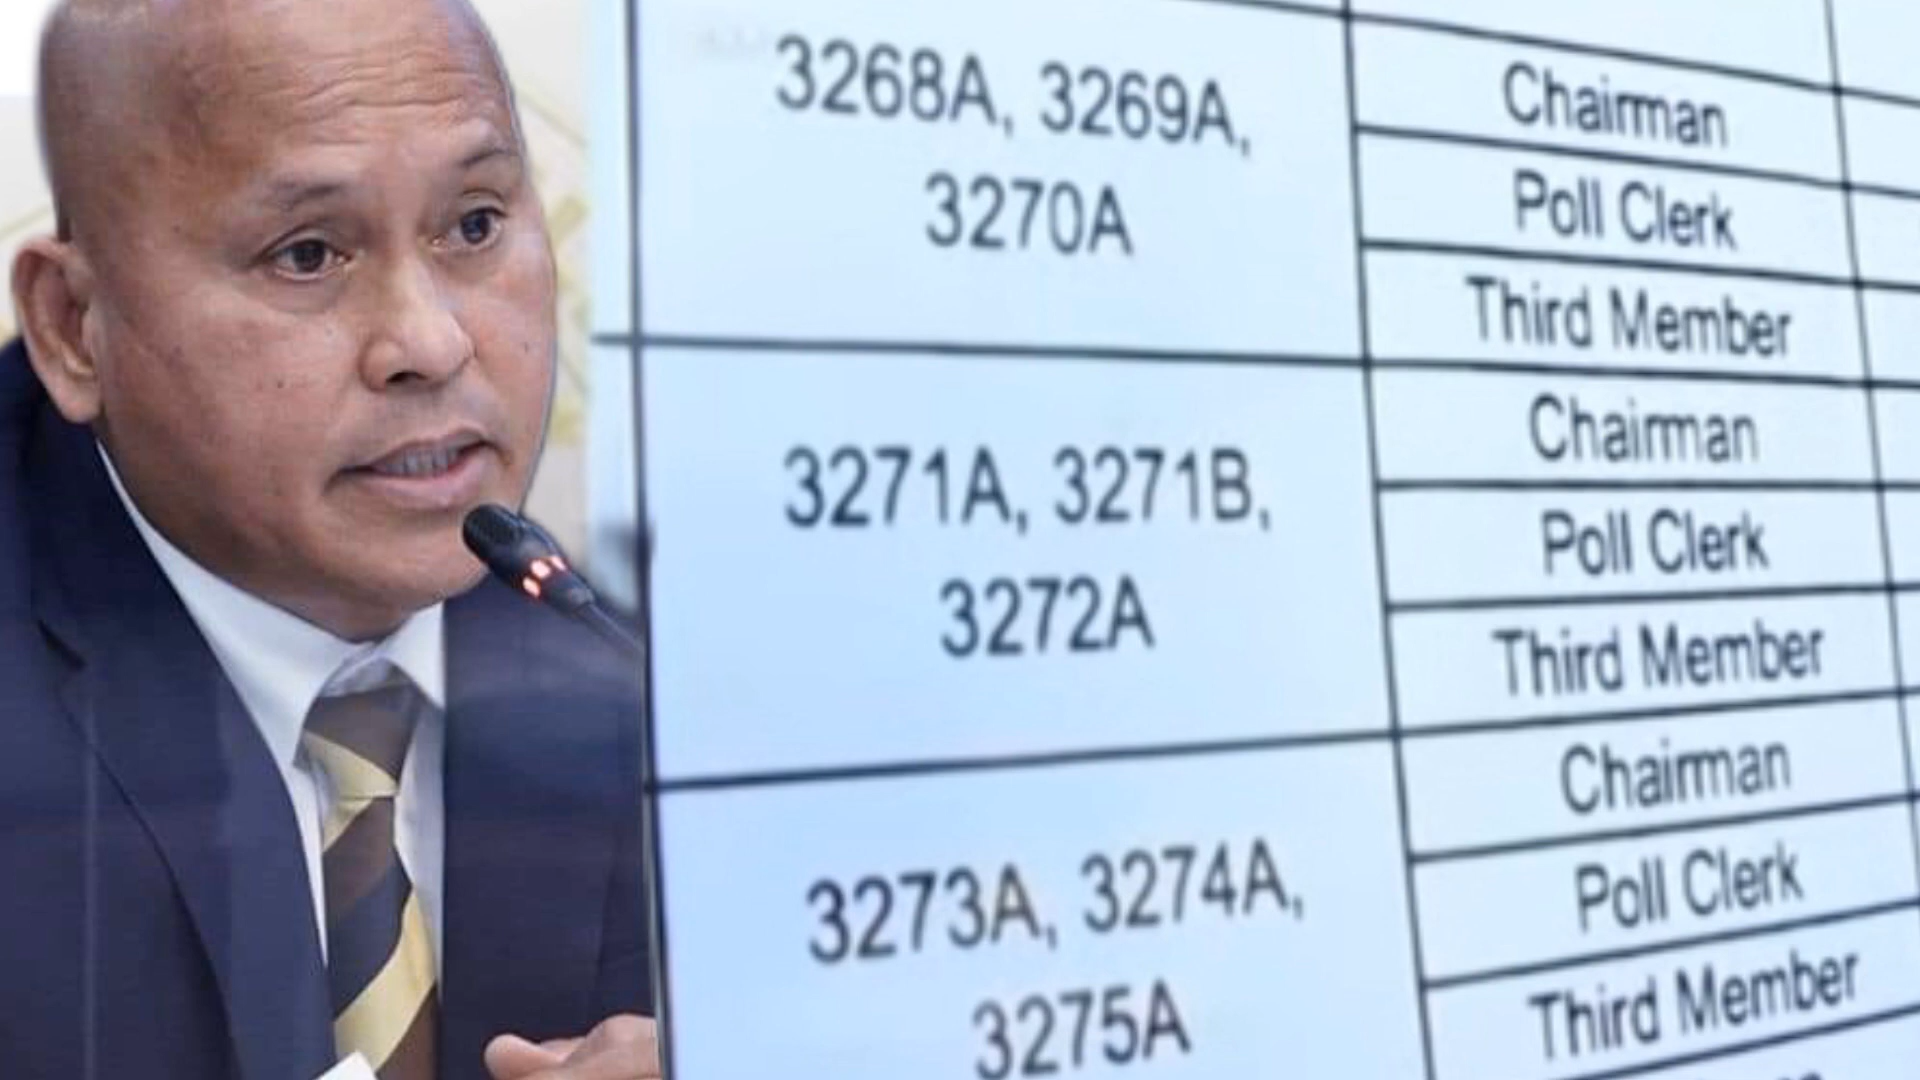 3268A, 3269A,
3270A
Chairman
Poll Clerk
Third Member
3271A, 3271B,
3272A
Chairman
Poll Clerk
Third Member
3273A, 3274A,
3275A
Chairman
Poll Clerk
Third Member